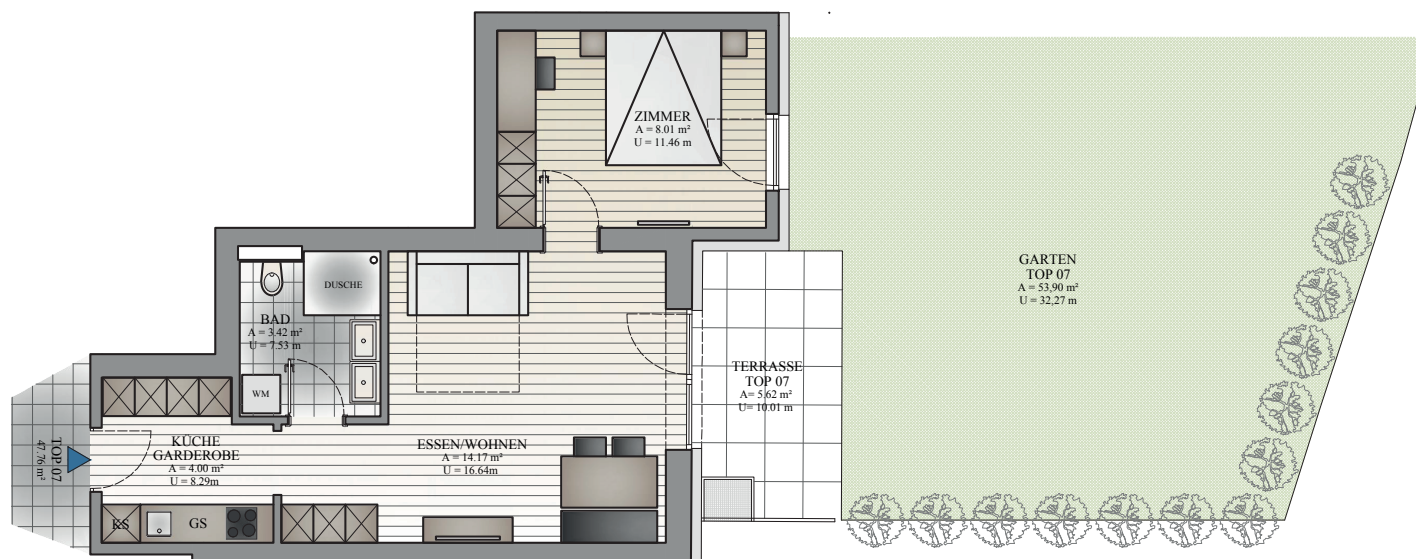 ZIMMER
A = 8.01 m²
U = 11.46 m
DUSCHE
BAD
A = 3.42 m²
U = 7.53 m
WM
GARTEN
TOP 07
A = 53,90 m²
U = 32,27 m
TERRASSE
TOP 07
A= 5.62 m²
U= 10.01 m
TOP 07
47.76 m²
KÜCHE
GARDEROBE
A = 4.00 m²
U = 8.29m
ESSEN/WOHNEN
A = 14.17 m²
U = 16.64m
KS
GS